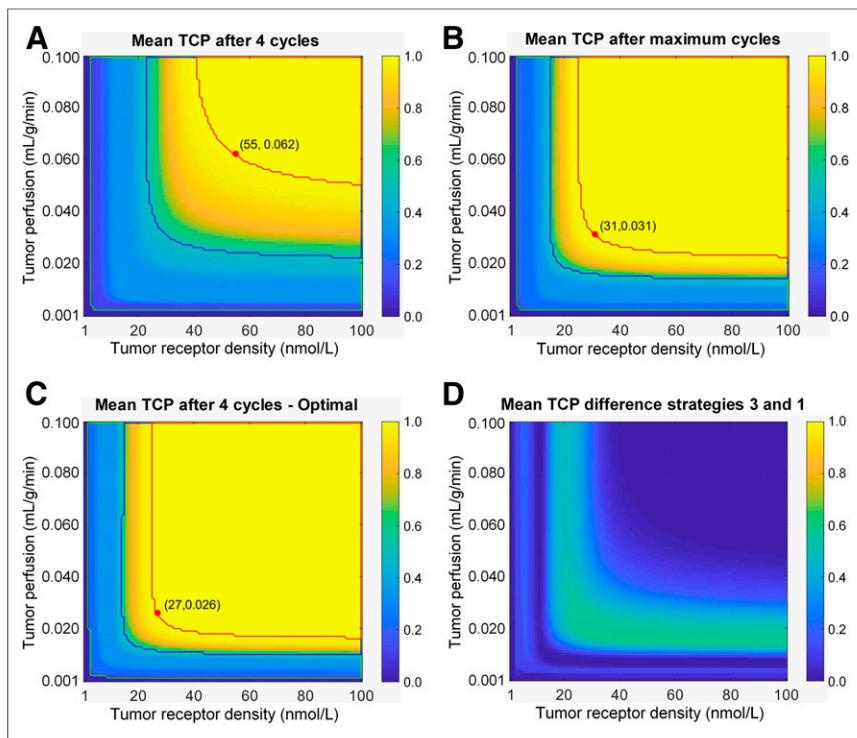 A
Mean TCP after 4 cycles
Tumor perfusion (mL/g/min)
0.100
0.080
0.060
0.040
0.020
0.001
(55, 0.062)
1 20 40 60 80 100
Tumor receptor density (nmol/L)
1.0
0.8
0.6
0.4
0.2
0.0
B
Mean TCP after maximum cycles
Tumor perfusion (mL/g/min)
0.100
0.080
0.060
0.040
0.020
0.001
(31,0.031)
1 20 40 60 80 100
Tumor receptor density (nmol/L)
1.0
0.8
0.6
0.4
0.2
0.0
C
Mean TCP after 4 cycles - Optimal
Tumor perfusion (mL/g/min)
0.100
0.080
0.060
0.040
0.020
0.001
(27,0.026)
1 20 40 60 80 100
Tumor receptor density (nmol/L)
1.0
0.8
0.6
0.4
0.2
0.0
D
Mean TCP difference strategies 3 and 1
Tumor perfusion (mL/g/min)
0.100
0.080
0.060
0.040
0.020
0.001
1 20 40 60 80 100
Tumor receptor density (nmol/L)
1.0
0.8
0.6
0.4
0.2
0.0